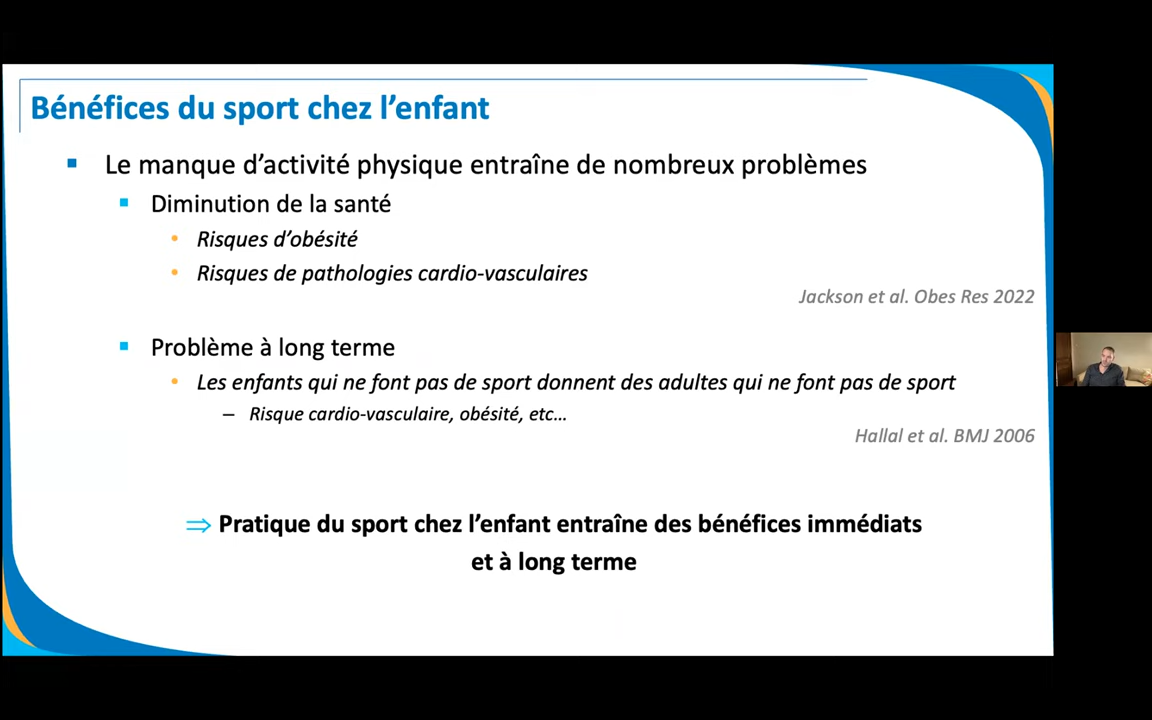 Bénéfices du sport chez l’enfant
▪ Le manque d’activité physique entraîne de nombreux problèmes
▪ Diminution de la santé
• Risques d’obésité
• Risques de pathologies cardio-vasculaires
Jackson et al. Obes Res 2022
▪ Problème à long terme
• Les enfants qui ne font pas de sport donnent des adultes qui ne font pas de sport
– Risque cardio-vasculaire, obésité, etc…
Hallal et al. BMJ 2006
⇒ Pratique du sport chez l’enfant entraîne des bénéfices immédiats
et à long terme